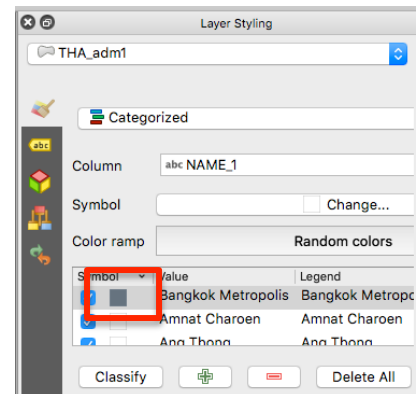 Layer Styling
THA_adm1
Categorized
abc
Column abc NAME_1
Symbol Change...
Color ramp Random colors
Symbol Value Legend
Bangkok Metropolis Bangkok Metropo
Amnat Charoen Amnat Charoen
Ang Thong Ang Thong
Classify Delete All